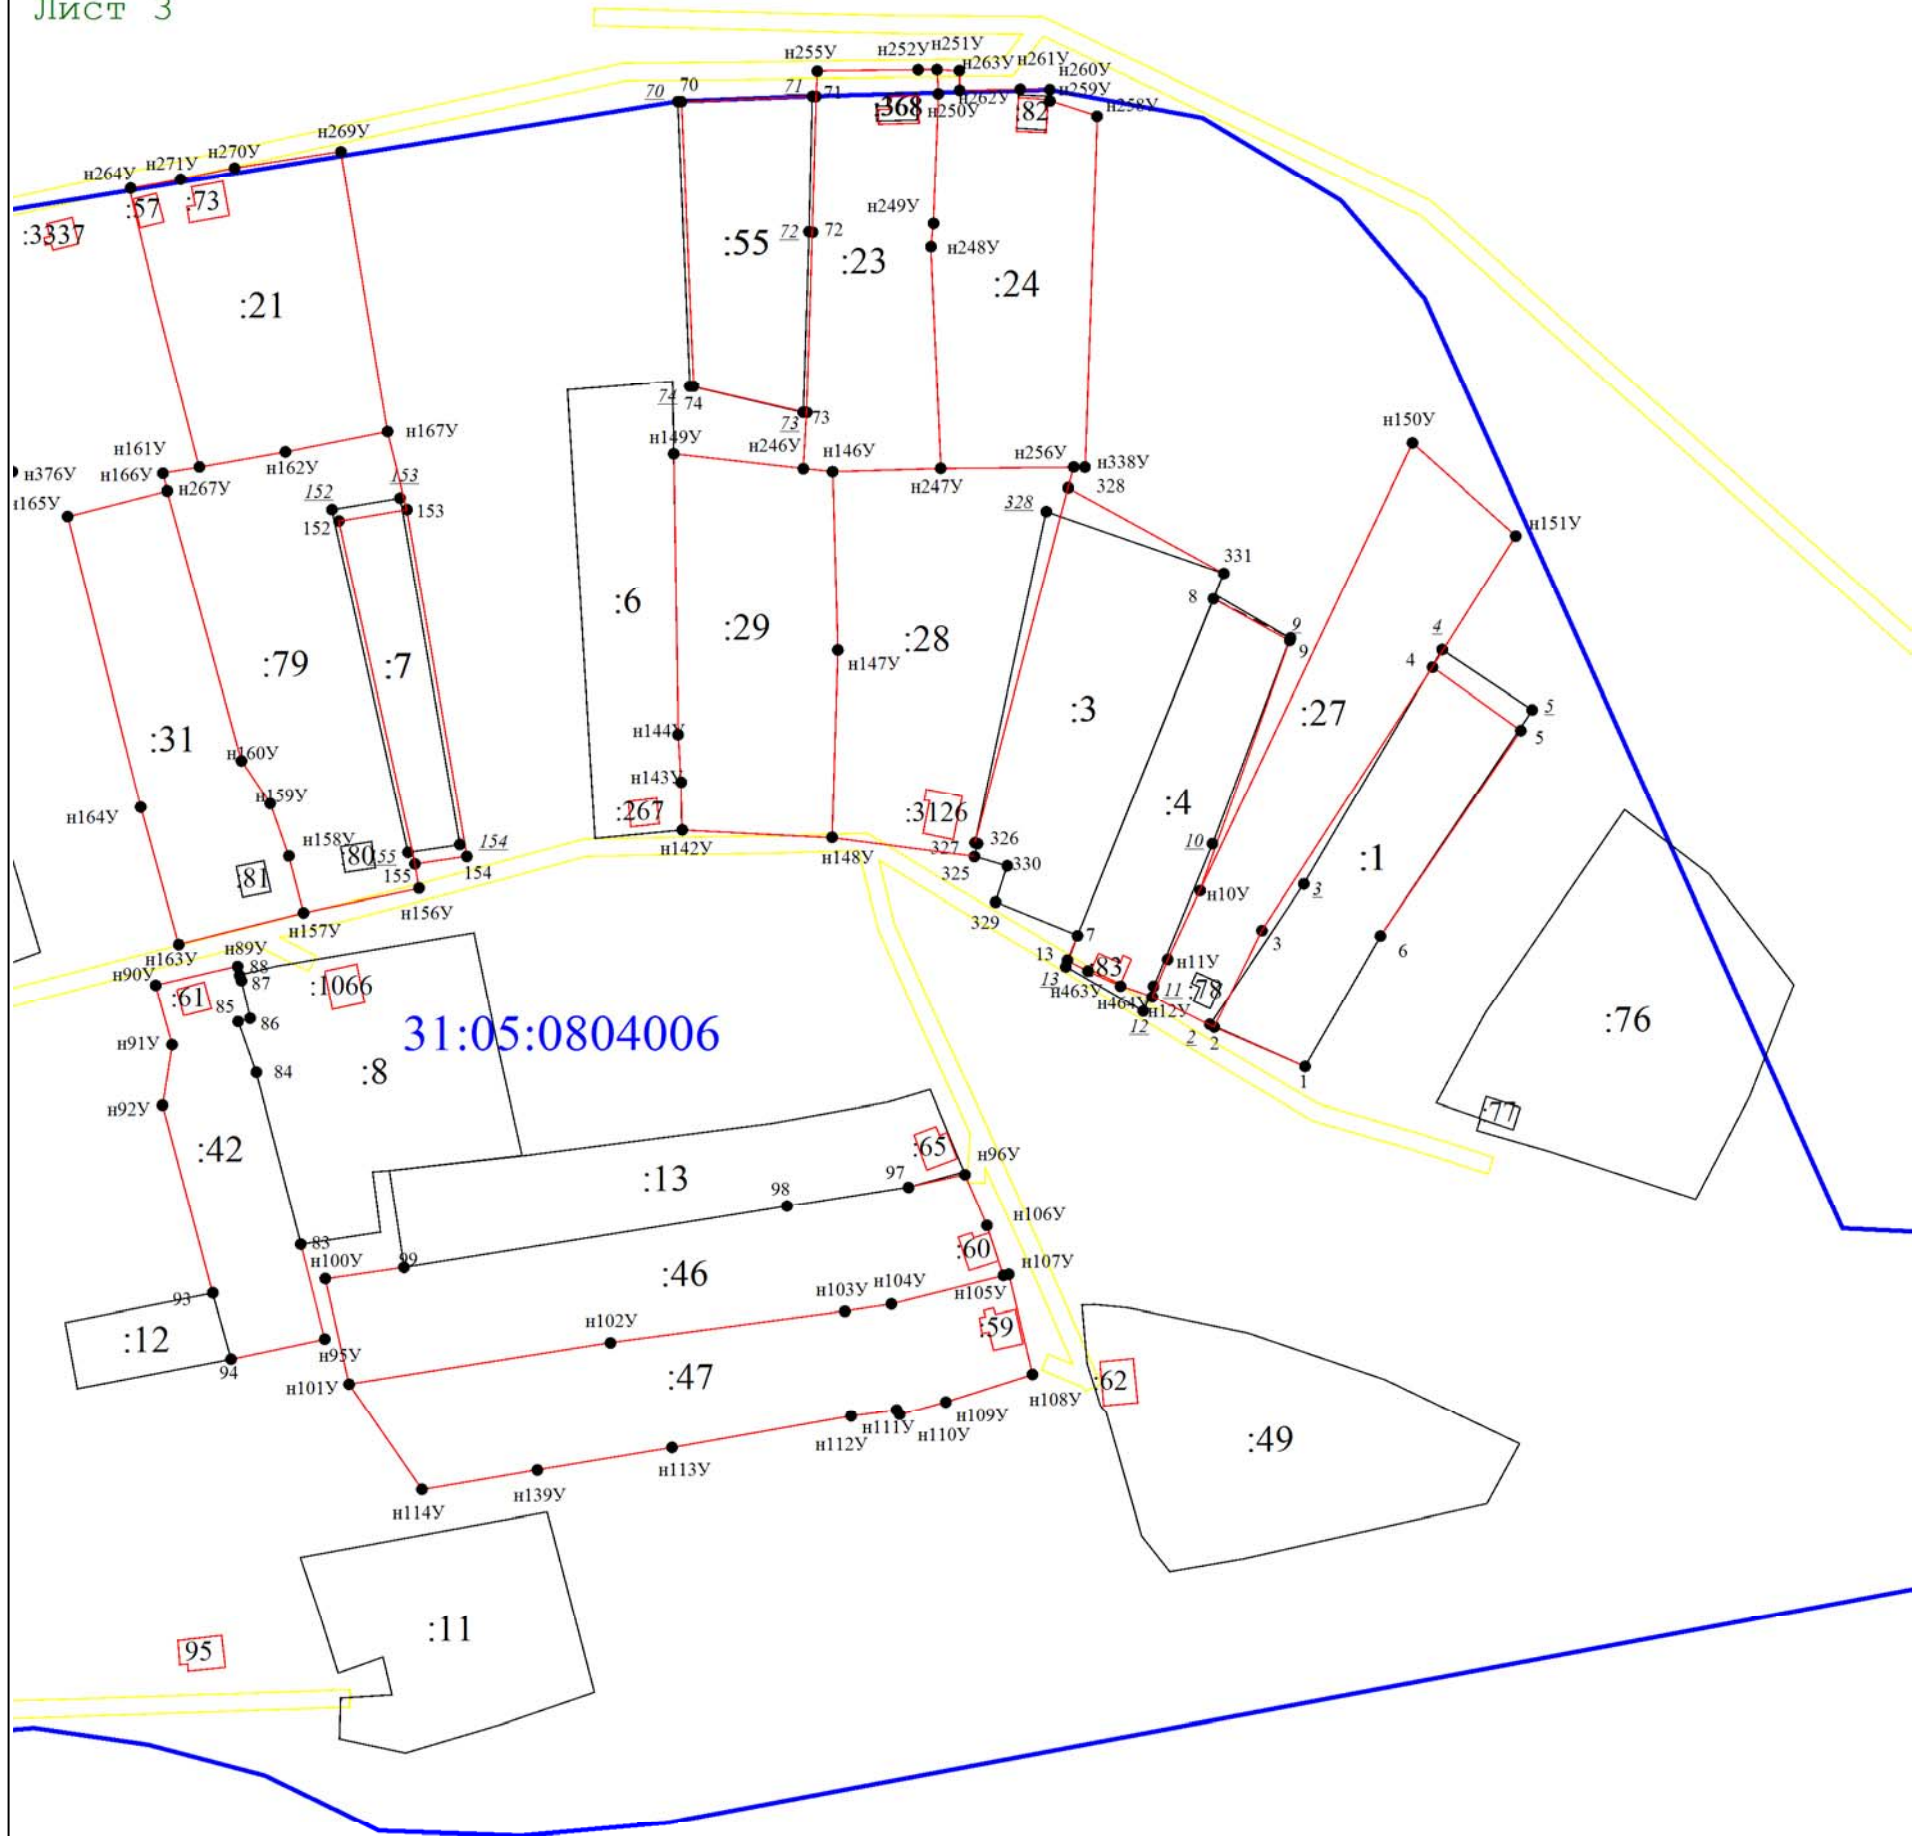 Лист 3
н251У
н252У
н255У
н263У
н261У
н260У
н259У
70
70
71
71
:368
н250У
н262У
:82
н258У
н269У
н270У
н271У
н264У
:57
:73
:3337
н249У
:55
72
72
:23
н248У
:24
:21
74
74
73
73
н167У
н150У
н149У
н246У
н146У
н256У
н338У
н161У
н162У
н376У
н166У
н267У
153
н247У
328
152
153
328
н151У
н165У
152
331
:6
8
:29
:28
9
9
4
4
н147У
:79
:7
:3
:27
5
5
:31
н144У
н143У
н160У
н159У
:267
:3126
:4
н164У
326
327
10
н158У
154
:80
155
:1
н148У
н142У
325
330
155
154
:81
3
н10У
н156У
329
н157У
7
3
6
н163У
н89У
13
н11У
88
:83
н90У
87
13
:1066
н463У
11
:78
:61
н464У
н12У
85
86
12
2
2
:76
31:05:0804006
н91У
84
:8
1
н92У
:77
:42
:65
н96У
97
:13
98
н106У
83
:60
99
н100У
н107У
:46
н105У
93
н103У
н104У
:12
н102У
:59
н95У
94
:47
:62
н101У
н108У
н109У
н111У
н110У
н112У
:49
н113У
н139У
н114У
:11
95